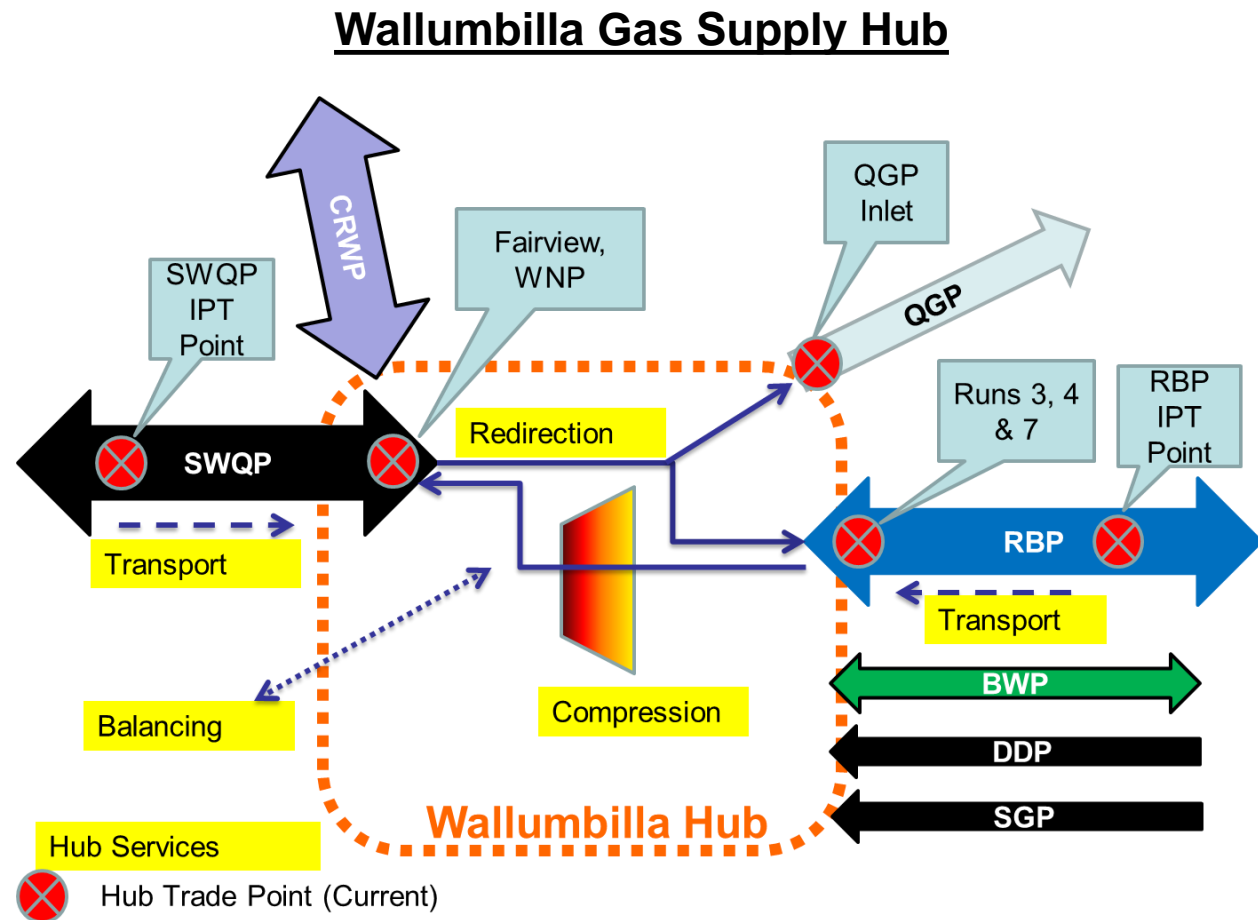 Wallumbilla Gas Supply Hub
CRWP
QGP
Inlet
Fairview,
WNP
SWQP
IPT
Point
QGP
Runs 3, 4
& 7
RBP
IPT
Point
Redirection
SWQP
RBP
Transport
Transport
BWP
Balancing
Compression
DDP
Wallumbilla Hub
SGP
Hub Services
Hub Trade Point (Current)